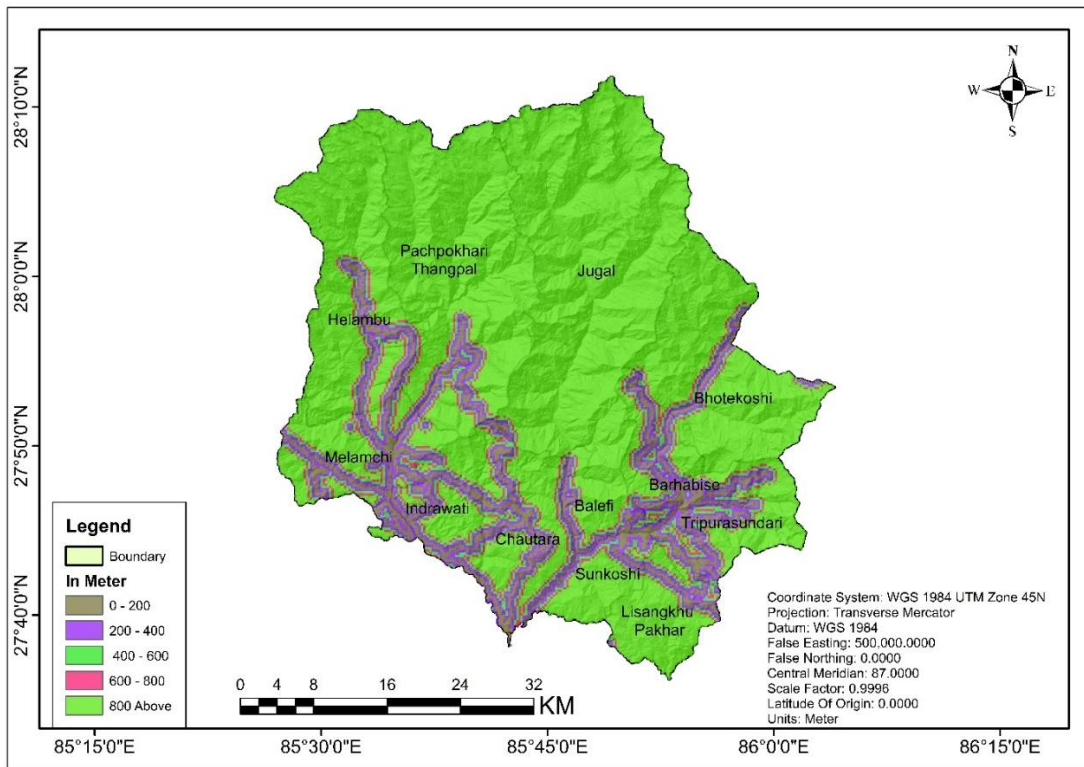 N
W
E
S
28°10'0"N
28°0'0"N
27°50'0"N
27°40'0"N
Pachpokhari
Thangpal
Jugal
Helambu
Bhotekoshi
Melamchi
Barhabise
Indrawati
Balefi
Tripurasundari
Chautara
Sunkoshi
Lisangkhu
Pakhar
Legend
Boundary
In Meter
0 - 200
200 - 400
400 - 600
600 - 800
800 Above
0 4 8 16 24 32
KM
Coordinate System: WGS 1984 UTM Zone 45N
Projection: Transverse Mercator
Datum: WGS 1984
False Easting: 500,000.0000
False Northing: 0.0000
Central Meridian: 87.0000
Scale Factor: 0.9996
Latitude Of Origin: 0.0000
Units: Meter
85°15'0"E 85°30'0"E 85°45'0"E 86°0'0"E 86°15'0"E